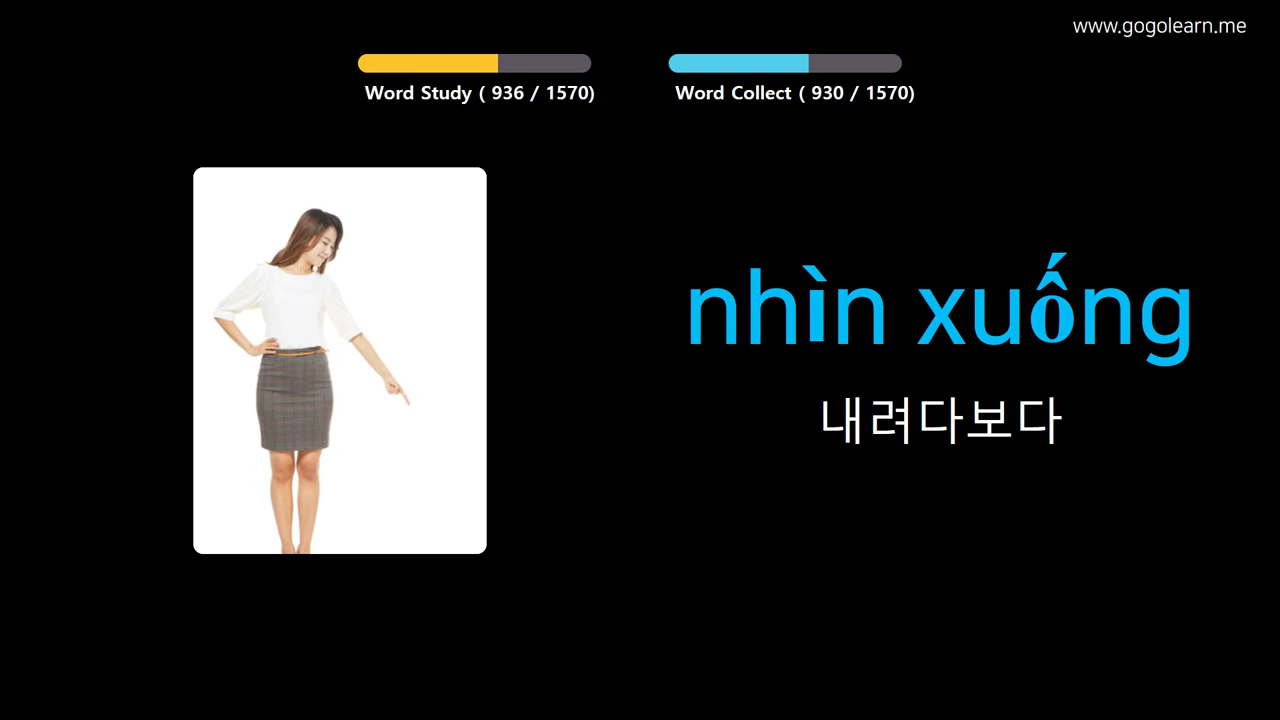 www.gogolearn.me
Word Study ( 936 / 1570)
Word Collect ( 930 / 1570)
nhìn xuống
내려다보다